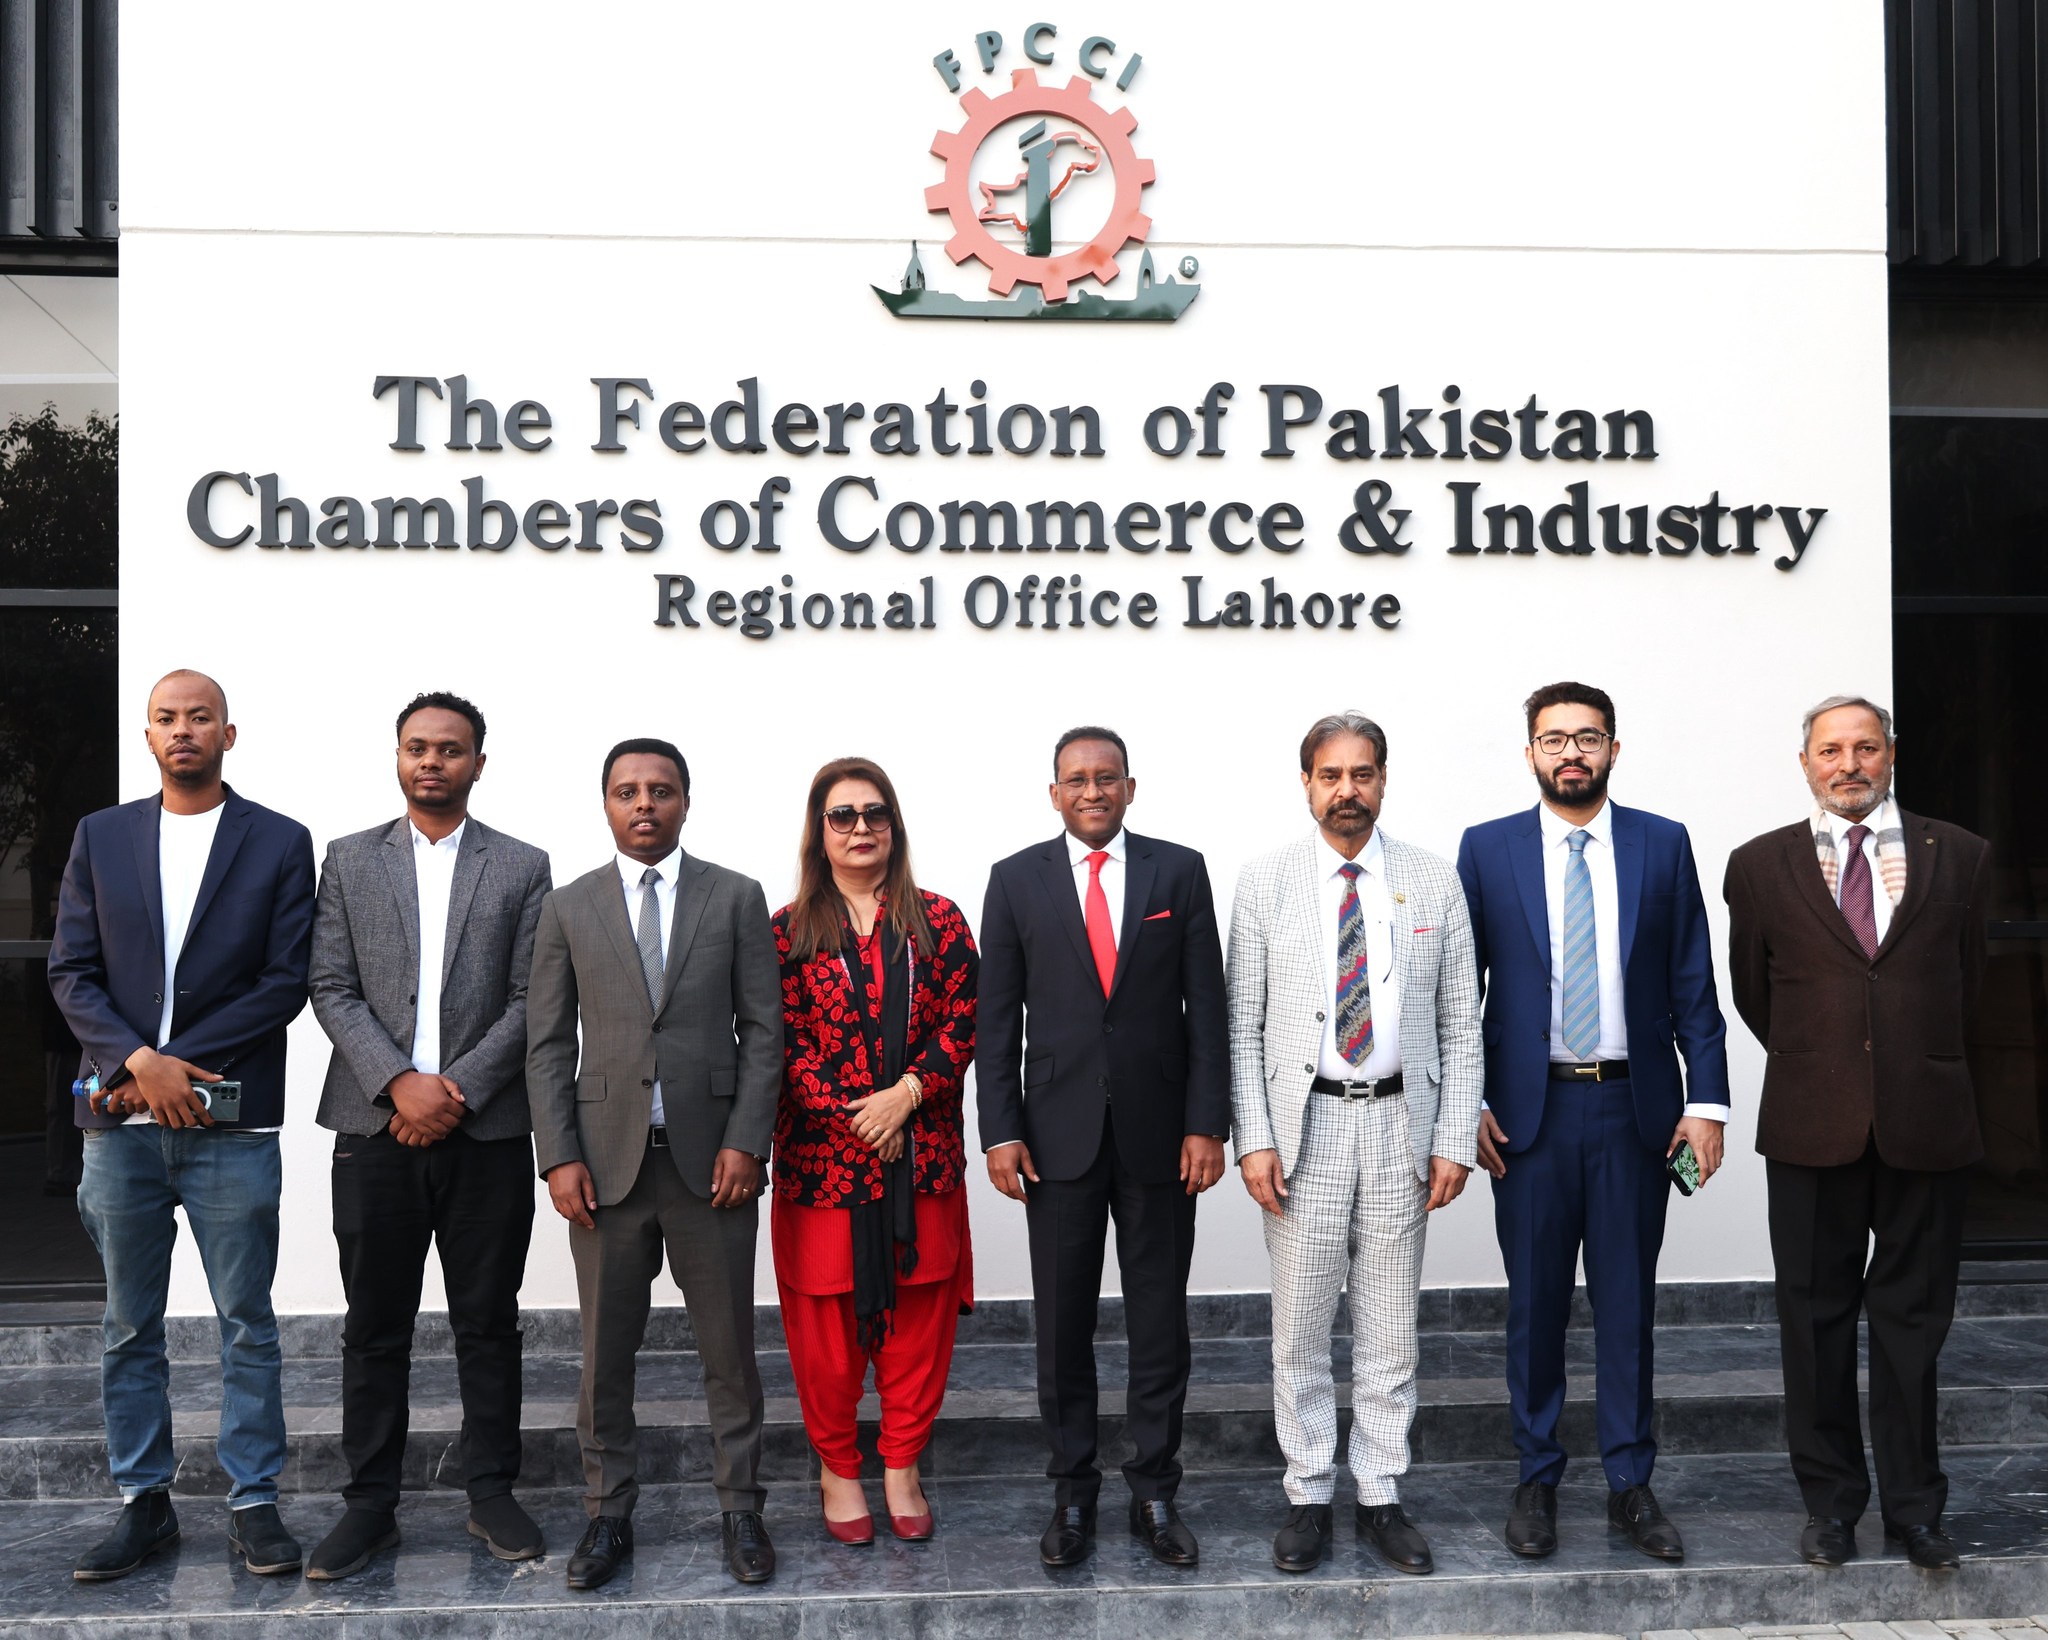 FPCCI
®
The Federation of Pakistan
Chambers of Commerce & Industry
Regional Office Lahore